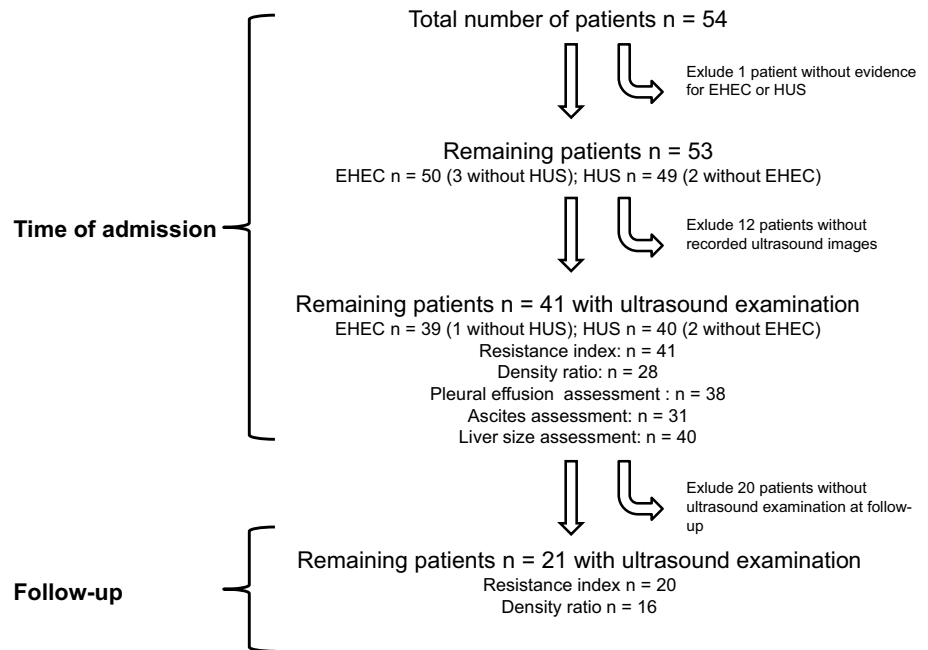 Total number of patients n = 54
Exlude 1 patient without evidence
for EHEC or HUS
Remaining patients n = 53
EHEC n = 50 (3 without HUS); HUS n = 49 (2 without EHEC)
Time of admission
Exlude 12 patients without
recorded ultrasound images
Remaining patients n = 41 with ultrasound examination
EHEC n = 39 (1 without HUS); HUS n = 40 (2 without EHEC)
Resistance index: n = 41
Density ratio: n = 28
Pleural effusion assessment : n = 38
Ascites assessment: n = 31
Liver size assessment: n = 40
Exlude 20 patients without
ultrasound examination at follow-
up
Remaining patients n = 21 with ultrasound examination
Follow-up
Resistance index n = 20
Density ratio n = 16